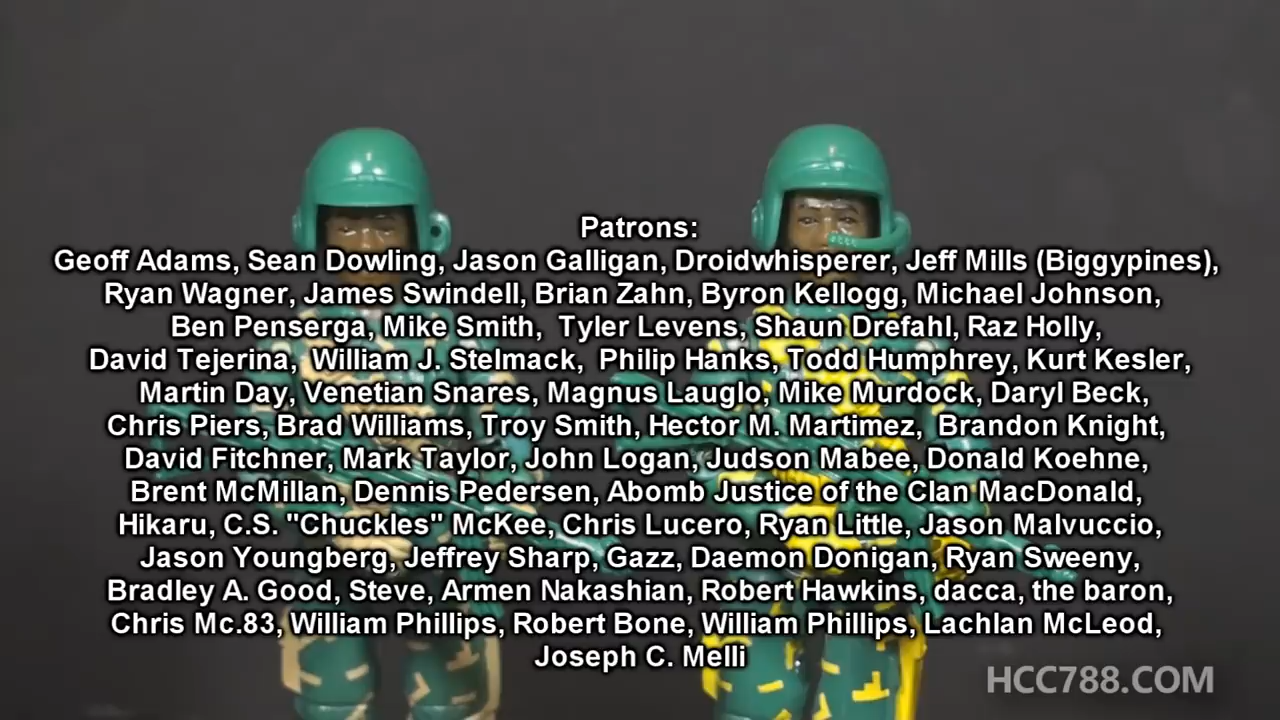 Patrons:
Geoff Adams, Sean Dowling, Jason Galligan, Droidwhisperer, Jeff Mills (Biggypines),
Ryan Wagner, James Swindell, Brian Zahn, Byron Kellogg, Michael Johnson,
Ben Penserga, Mike Smith,  Tyler Levens, Shaun Drefahl, Raz Holly,
David Tejerina,  William J. Stelmack,  Philip Hanks, Todd Humphrey, Kurt Kesler,
Martin Day, Venetian Snares, Magnus Lauglo, Mike Murdock, Daryl Beck,
Chris Piers, Brad Williams, Troy Smith, Hector M. Martimez,  Brandon Knight,
David Fitchner, Mark Taylor, John Logan, Judson Mabee, Donald Koehne,
Brent McMillan, Dennis Pedersen, Abomb Justice of the Clan MacDonald,
Hikaru, C.S. "Chuckles" McKee, Chris Lucero, Ryan Little, Jason Malvuccio,
Jason Youngberg, Jeffrey Sharp, Gazz, Daemon Donigan, Ryan Sweeny,
Bradley A. Good, Steve, Armen Nakashian, Robert Hawkins, dacca, the baron,
Chris Mc.83, William Phillips, Robert Bone, William Phillips, Lachlan McLeod,
Joseph C. Melli
HCC788.COM